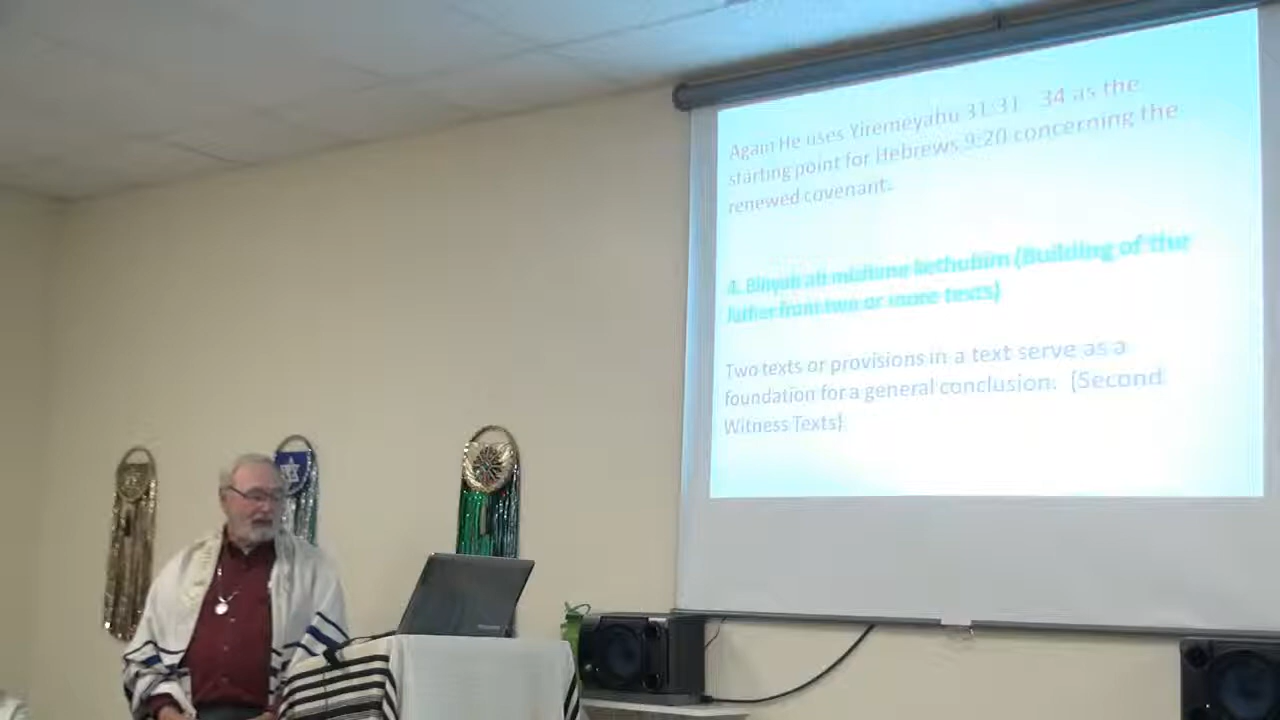 Again He uses Yiremeyahu 31:31 34 as the
starting point for Hebrews 9:20 concerning the
renewed covenant.
4. Binyab ab mishene kethubim (Building of the
father from two or more texts)
Two texts or provisions in a text serve as a
foundation for a general conclusion. (Second
Witness Texts)